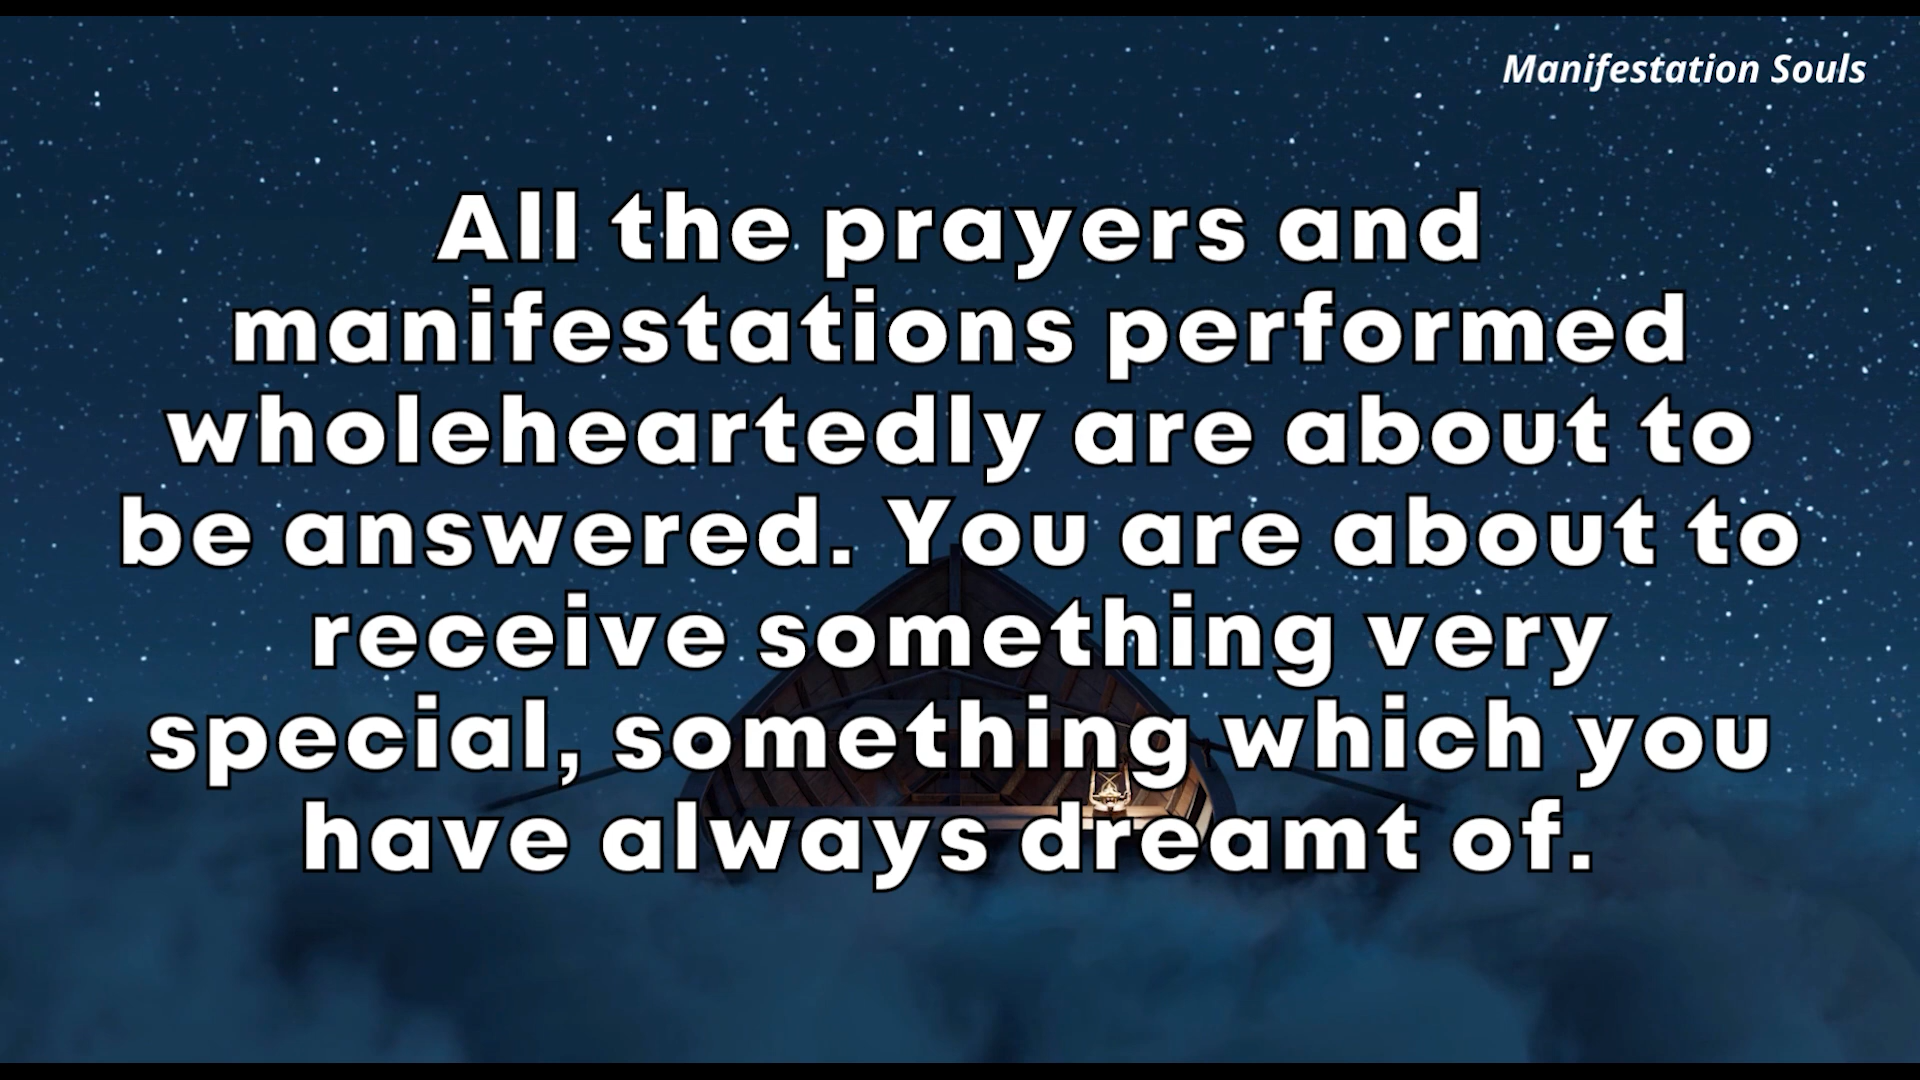 Manifestation Souls
All the prayers and
manifestations performed
wholeheartedly are about to
be answered. You are about to
receive something very
special, something which you
have always dreamt of.